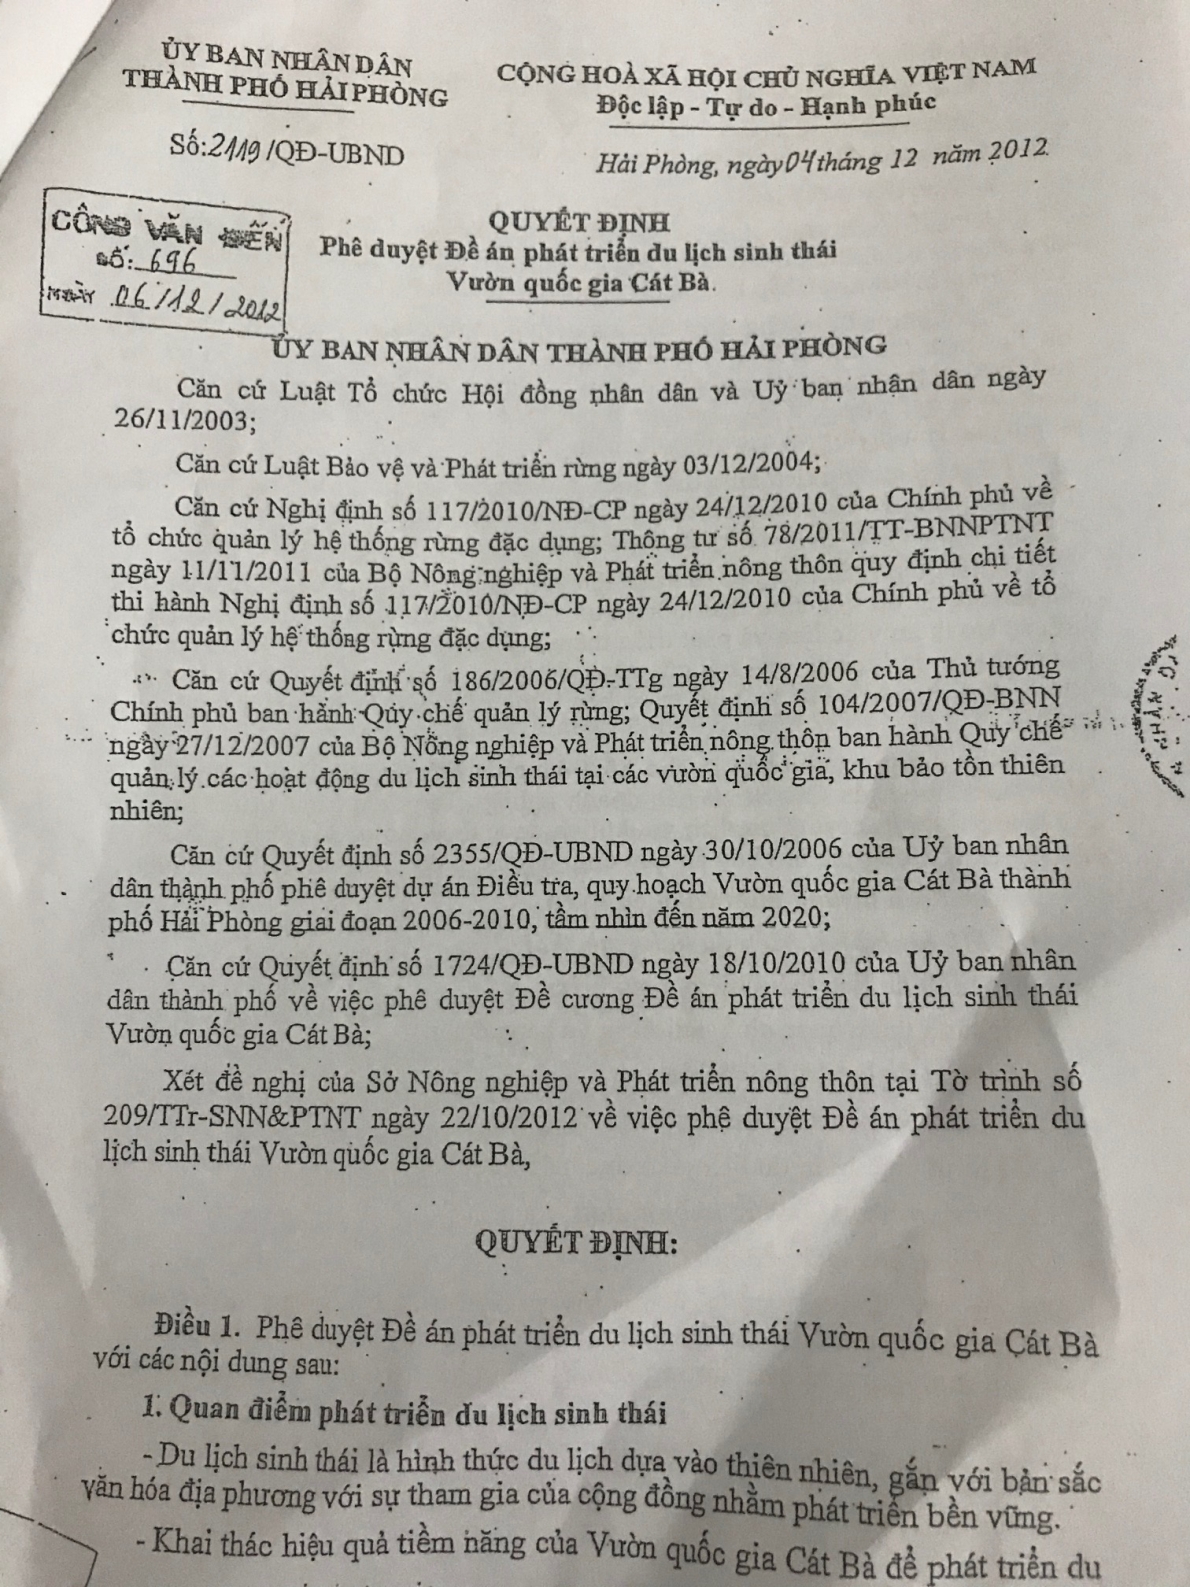 ỦY BAN NHÂN DÂN
THÀNH PHỐ HẢI PHÒNG
CỘNG HOÀ XÃ HỘI CHỦ NGHĨA VIỆT NAM
Độc lập - Tự do - Hạnh phúc
Số:2119/QĐ-UBND
Hải Phòng, ngày 04 tháng 12 năm 2012
CÔNG VĂN ĐẾN
SỐ: 696
NGÀY 06/12/2012
QUYẾT ĐỊNH
Phê duyệt Đề án phát triển du lịch sinh thái
Vườn quốc gia Cát Bà.
ỦY BAN NHÂN DÂN THÀNH PHỐ HẢI PHÒNG
Căn cứ Luật Tổ chức Hội đồng nhân dân và Uỷ ban nhận dân ngày
26/11/2003;
Căn cứ Luật Bảo vệ và Phát triển rừng ngày 03/12/2004;
Căn cứ Nghị định số 117/2010/NĐ-CP ngày 24/12/2010 của Chính phủ về
tổ chức quản lý hệ thống rừng đặc dụng; Thông tư số 78/2011/TT-BNNPTNT
ngày 11/11/2011 của Bộ Nông nghiệp và Phát triển nông thôn quy định chi tiết
thi hành Nghị định số 117/2010/NĐ-CP ngày 24/12/2010 của Chính phủ về tổ
chức quản lý hệ thống rừng đặc dụng;
Căn cứ Quyết định số 186/2006/QĐ-TTg ngày 14/8/2006 của Thủ tướng
Chính phủ ban hành Quy chế quản lý rừng; Quyết định số 104/2007/QĐ-BNN
ngày 27/12/2007 của Bộ Nông nghiệp và Phát triển nông thôn ban hành Quy chế
quản lý các hoạt động du lịch sinh thái tại các vườn quốc gia, khu bảo tồn thiên
nhiên;
Căn cứ Quyết định số 2355/QĐ-UBND ngày 30/10/2006 của Uỷ ban nhân
dân thành phố phê duyệt dự án Điều tra, quy hoạch Vườn quốc gia Cát Bà thành
phố Hải Phòng giai đoạn 2006-2010, tầm nhìn đến năm 2020;
Căn cứ Quyết định số 1724/QĐ-UBND ngày 18/10/2010 của Uỷ ban nhân
dân thành phố về việc phê duyệt Đề cương Đề án phát triển du lịch sinh thái
Vườn quốc gia Cát Bà;
Xét đề nghị của Sở Nông nghiệp và Phát triển nông thôn tại Tờ trình số
209/TTr-SNN&PTNT ngày 22/10/2012 về việc phê duyệt Đề án phát triển du
lịch sinh thái Vườn quốc gia Cát Bà,
QUYẾT ĐỊNH:
Điều 1. Phê duyệt Đề án phát triển du lịch sinh thái Vườn quốc gia Cát Bà
với các nội dung sau:
1. Quan điểm phát triển du lịch sinh thái
- Du lịch sinh thái là hình thức du lịch dựa vào thiên nhiên, gắn với bản sắc
văn hóa địa phương với sự tham gia của cộng đồng nhằm phát triển bền vững.
- Khai thác hiệu quả tiềm năng của Vườn quốc gia Cát Bà để phát triển du